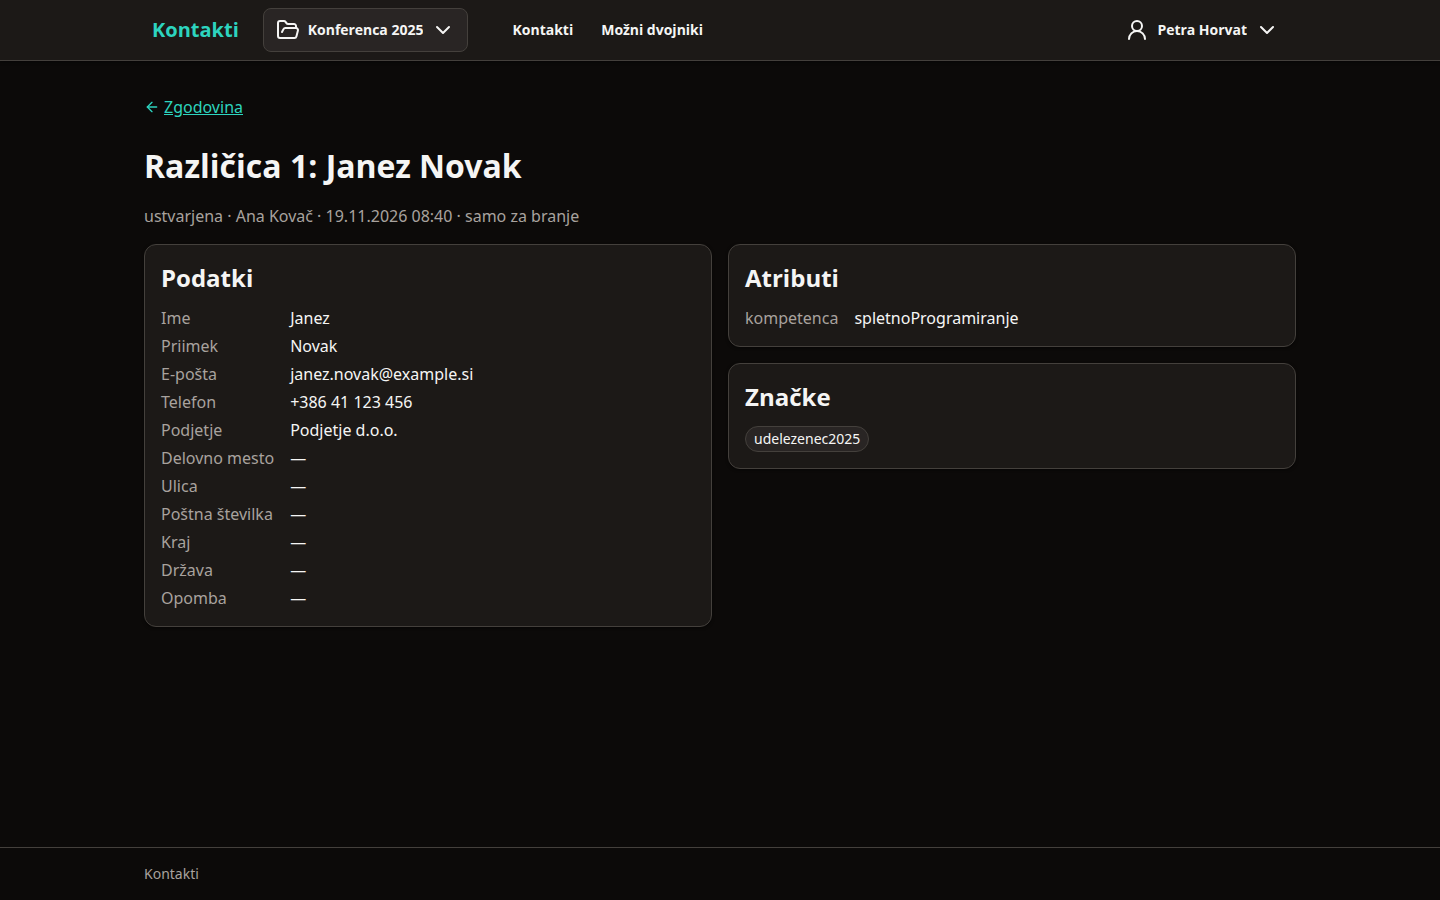 Kontakti
Konferenca 2025
Kontakti
Možni dvojniki
Petra Horvat
← Zgodovina
Različica 1: Janez Novak
ustvarjena · Ana Kovač · 19.11.2026 08:40 · samo za branje
Podatki
Ime Janez
Priimek Novak
E-pošta janez.novak@example.si
Telefon +386 41 123 456
Podjetje Podjetje d.o.o.
Delovno mesto —
Ulica —
Poštna številka —
Kraj —
Država —
Opomba —
Atributi
kompetenca spletnoProgramiranje
Značke
udelezenec2025
Kontakti